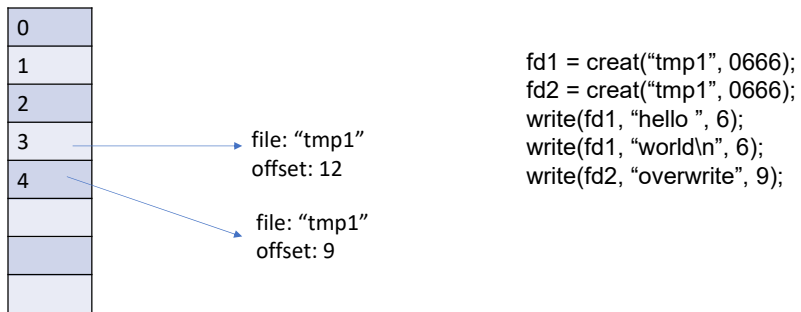 0
1
2
3
4
file: “tmp1”
offset: 12
file: “tmp1”
offset: 9
fd1 = creat(“tmp1”, 0666);
fd2 = creat(“tmp1”, 0666);
write(fd1, “hello ”, 6);
write(fd1, “world\n”, 6);
write(fd2, “overwrite”, 9);